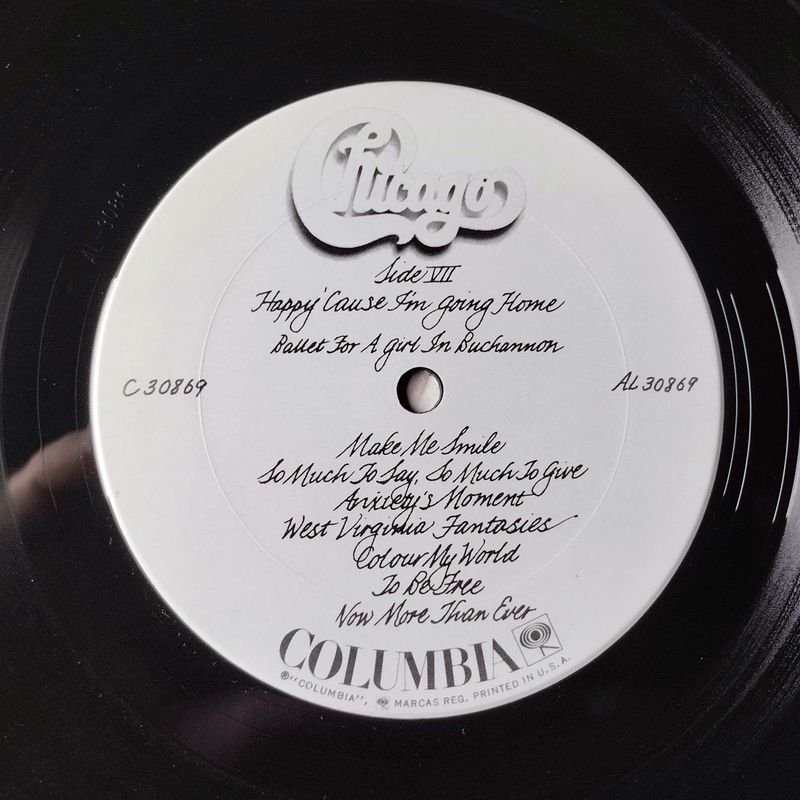 Chicago
Side VII
Happy 'Cause I'm going Home
Ballet For A Girl In Buchannon
C 30869
AL 30869
Make Me Smile
So Much To Say, So Much To Give
Anxiety's Moment
West Virginia Fantasies
Colour My World
To Be Free
Now More Than Ever
COLUMBIA
®"COLUMBIA", MARCAS REG. PRINTED IN U.S.A.